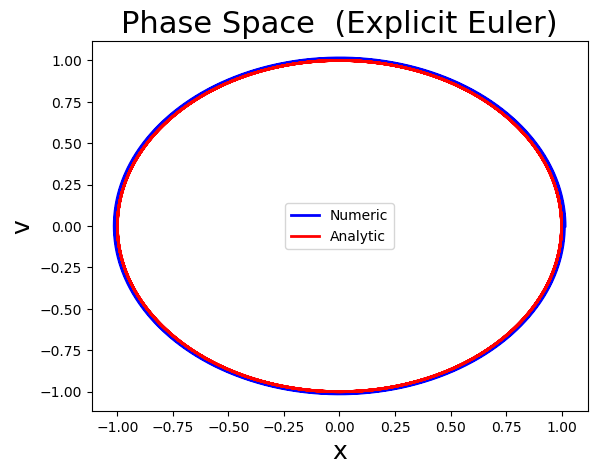 Phase Space  (Explicit Euler)
1.00
0.75
0.50
0.25
0.00
−0.25
−0.50
−0.75
−1.00
v
Numeric
Analytic
−1.00 −0.75 −0.50 −0.25 0.00 0.25 0.50 0.75 1.00
x